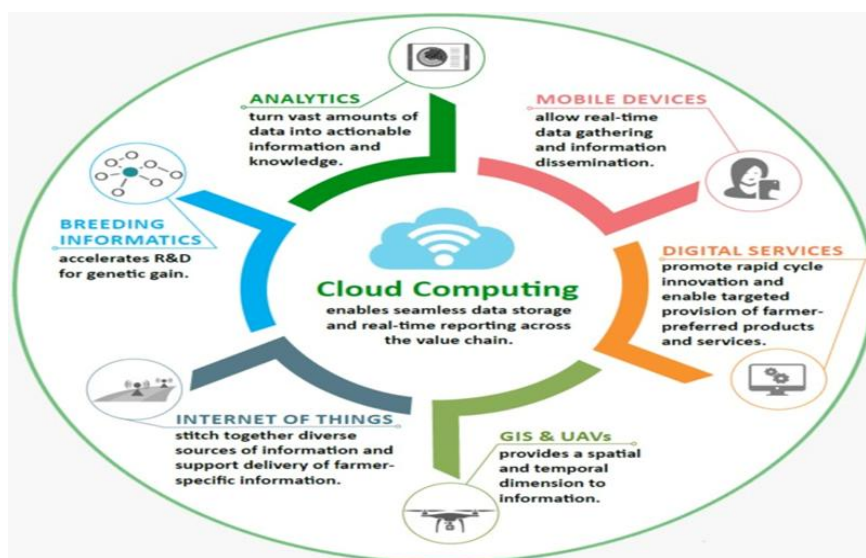 ANALYTICS
turn vast amounts of
data into actionable
information and
knowledge.
MOBILE DEVICES
allow real-time
data gathering
and information
dissemination.
BREEDING
INFORMATICS
accelerates R&D
for genetic gain.
Cloud Computing
enables seamless data storage
and real-time reporting across
the value chain.
DIGITAL SERVICES
promote rapid cycle
innovation and
enable targeted
provision of farmer-
preferred products
and services.
INTERNET OF THINGS
stitch together diverse
sources of information and
support delivery of farmer-
specific information.
GIS & UAVs
provides a spatial
and temporal
dimension to
information.